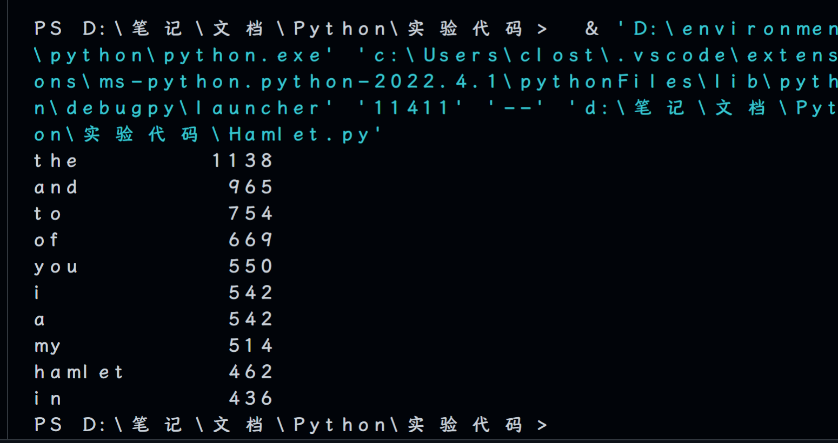 PS D:\笔记\文档\Python\实验代码>  & 'D:\environmen
\python\python.exe' 'c:\Users\clost\.vscode\extens
ons\ms-python.python-2022.4.1\pythonFiles\lib\pyth
n\debugpy\launcher' '11411' '--' 'd:\笔记\文档\Pyt
on\实验代码\Hamlet.py'
the 1138
and 965
to 754
of 669
you 550
i 542
a 542
my 514
hamlet 462
in 436
PS D:\笔记\文档\Python\实验代码>